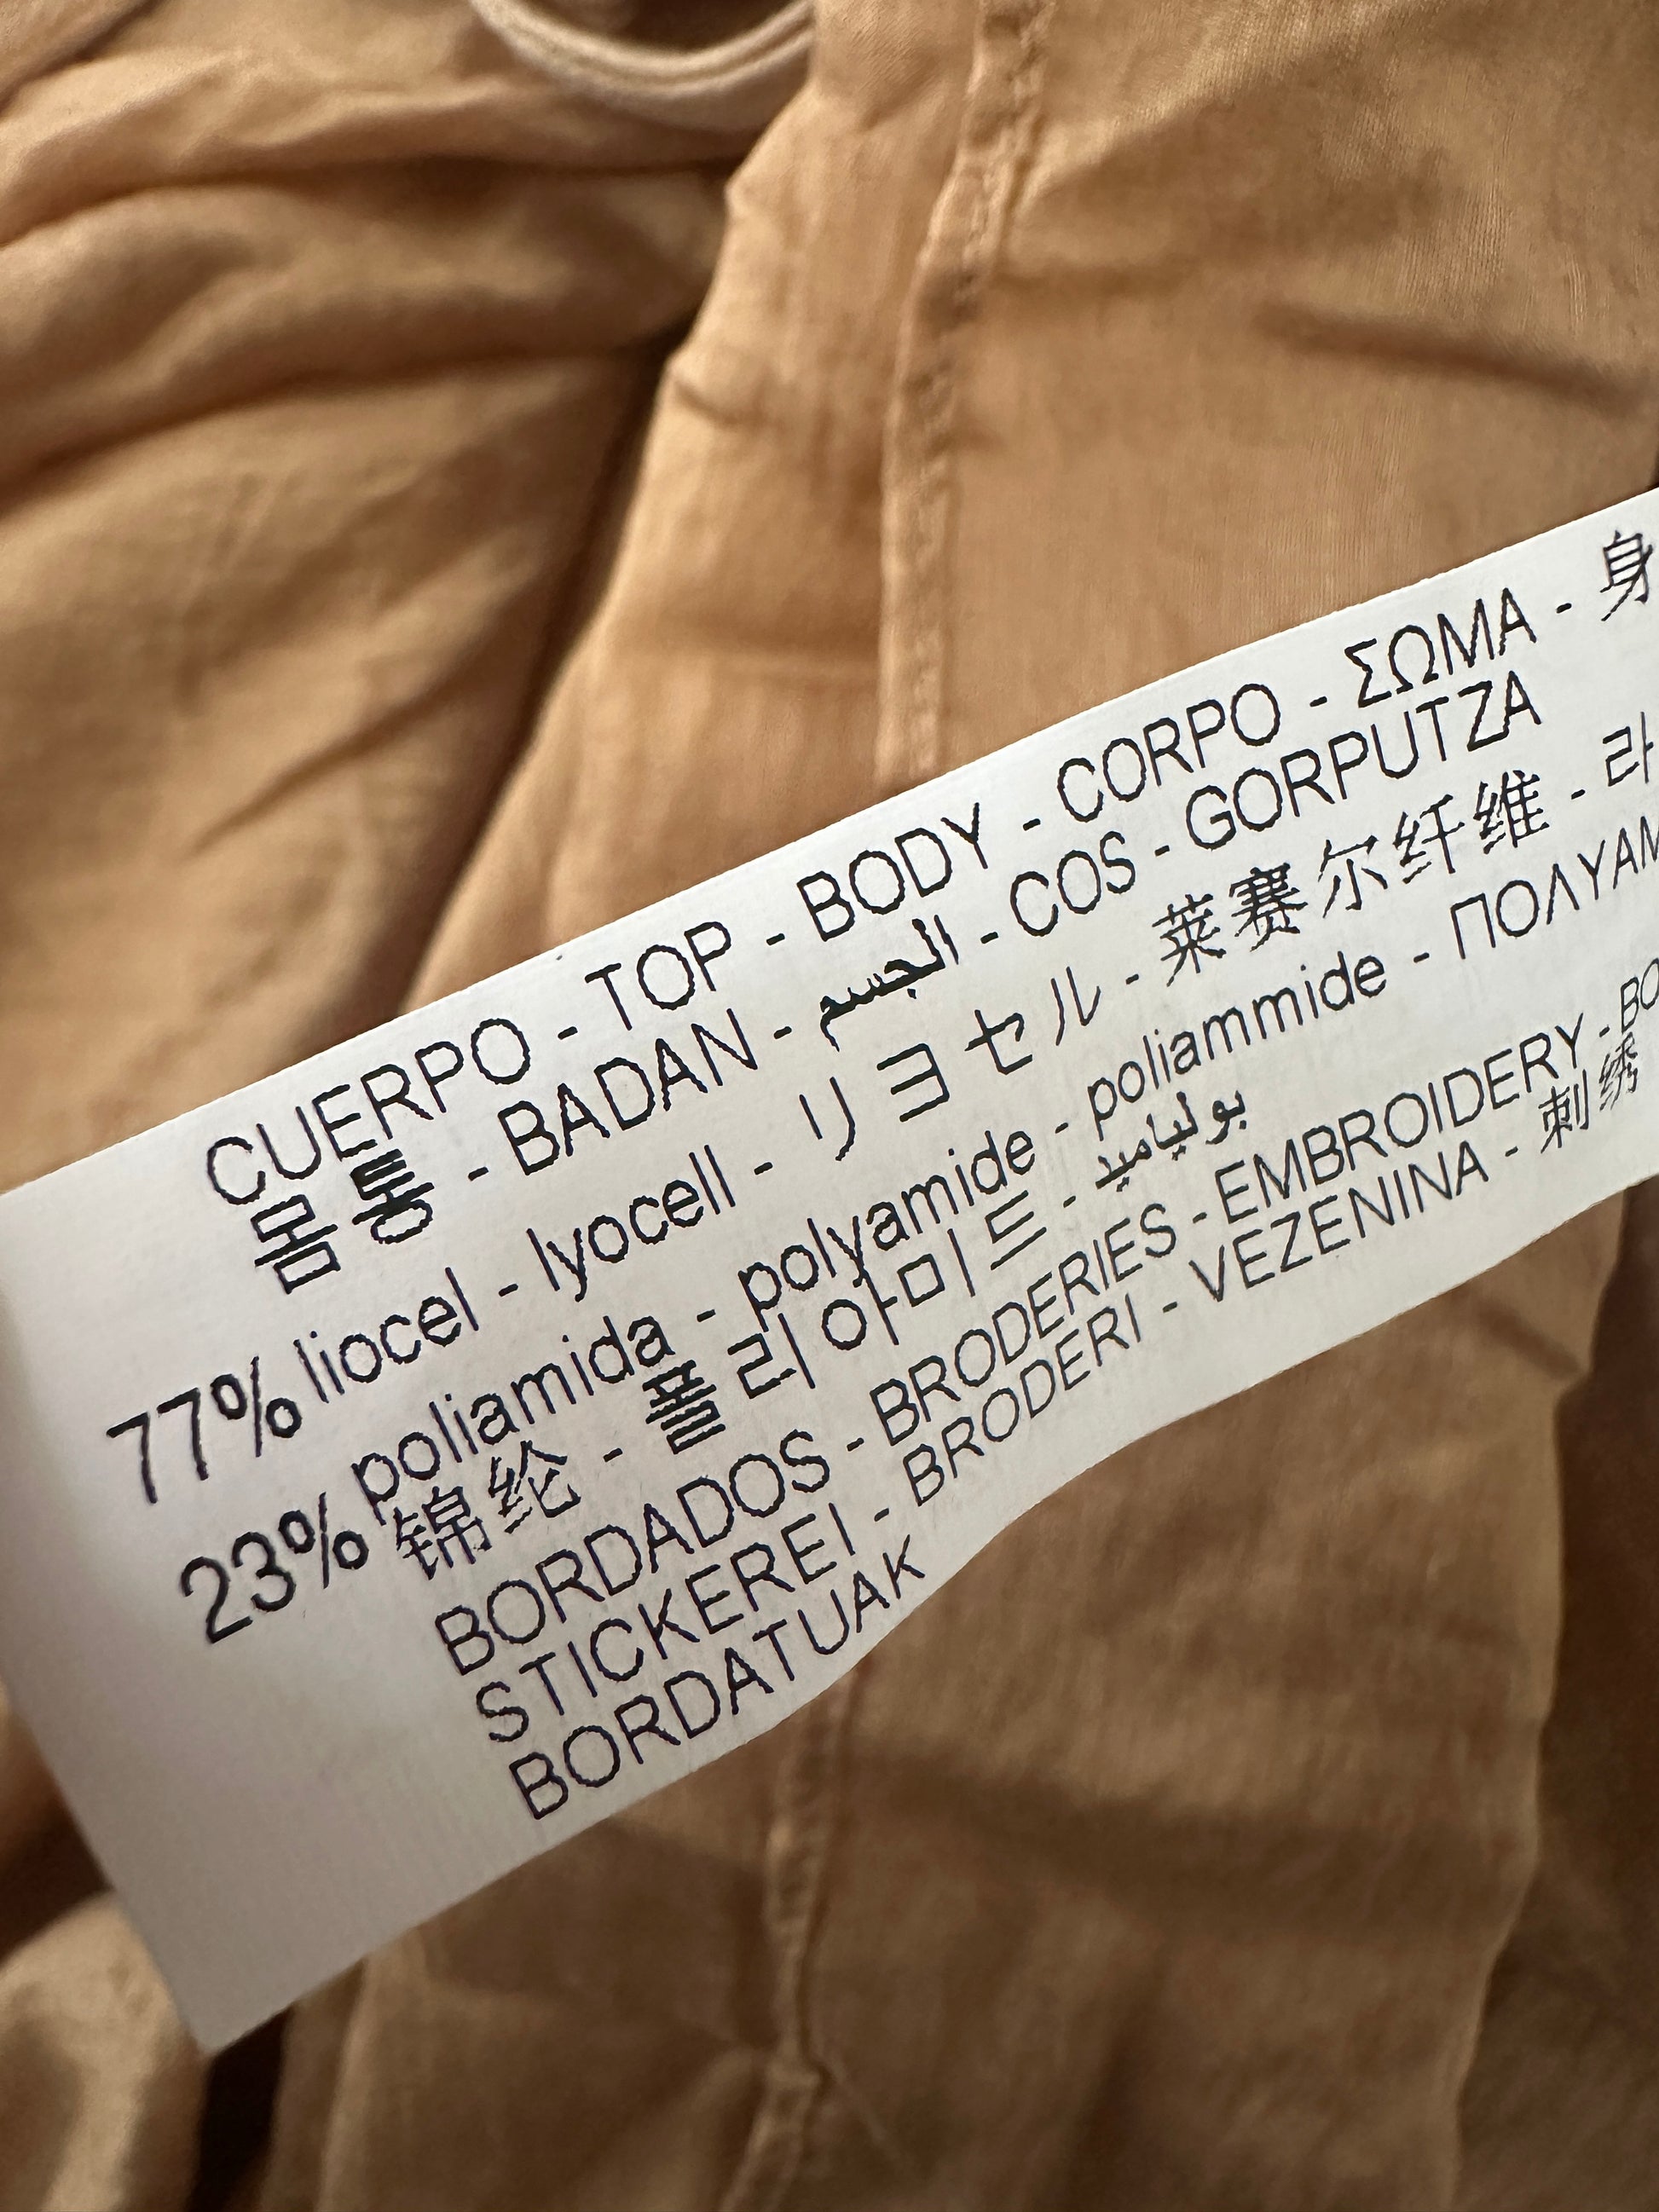 CUERPO - TOP - BODY - CORPO - ΣΩΜΑ - 身
몸통 - BADAN - الجسم - COS - GORPUTZA
77% liocel - lyocell - リヨセル - 莱赛尔纤维 - 라
23% poliamida - polyamide - poliammide - ΠΟΛΥΑΜ
锦纶 - 폴리아미드 - بولياميد
BORDADOS - BRODERIES - EMBROIDERY - BO
STICKEREI - BRODERI - VEZENINA - 刺绣
BORDATUAK